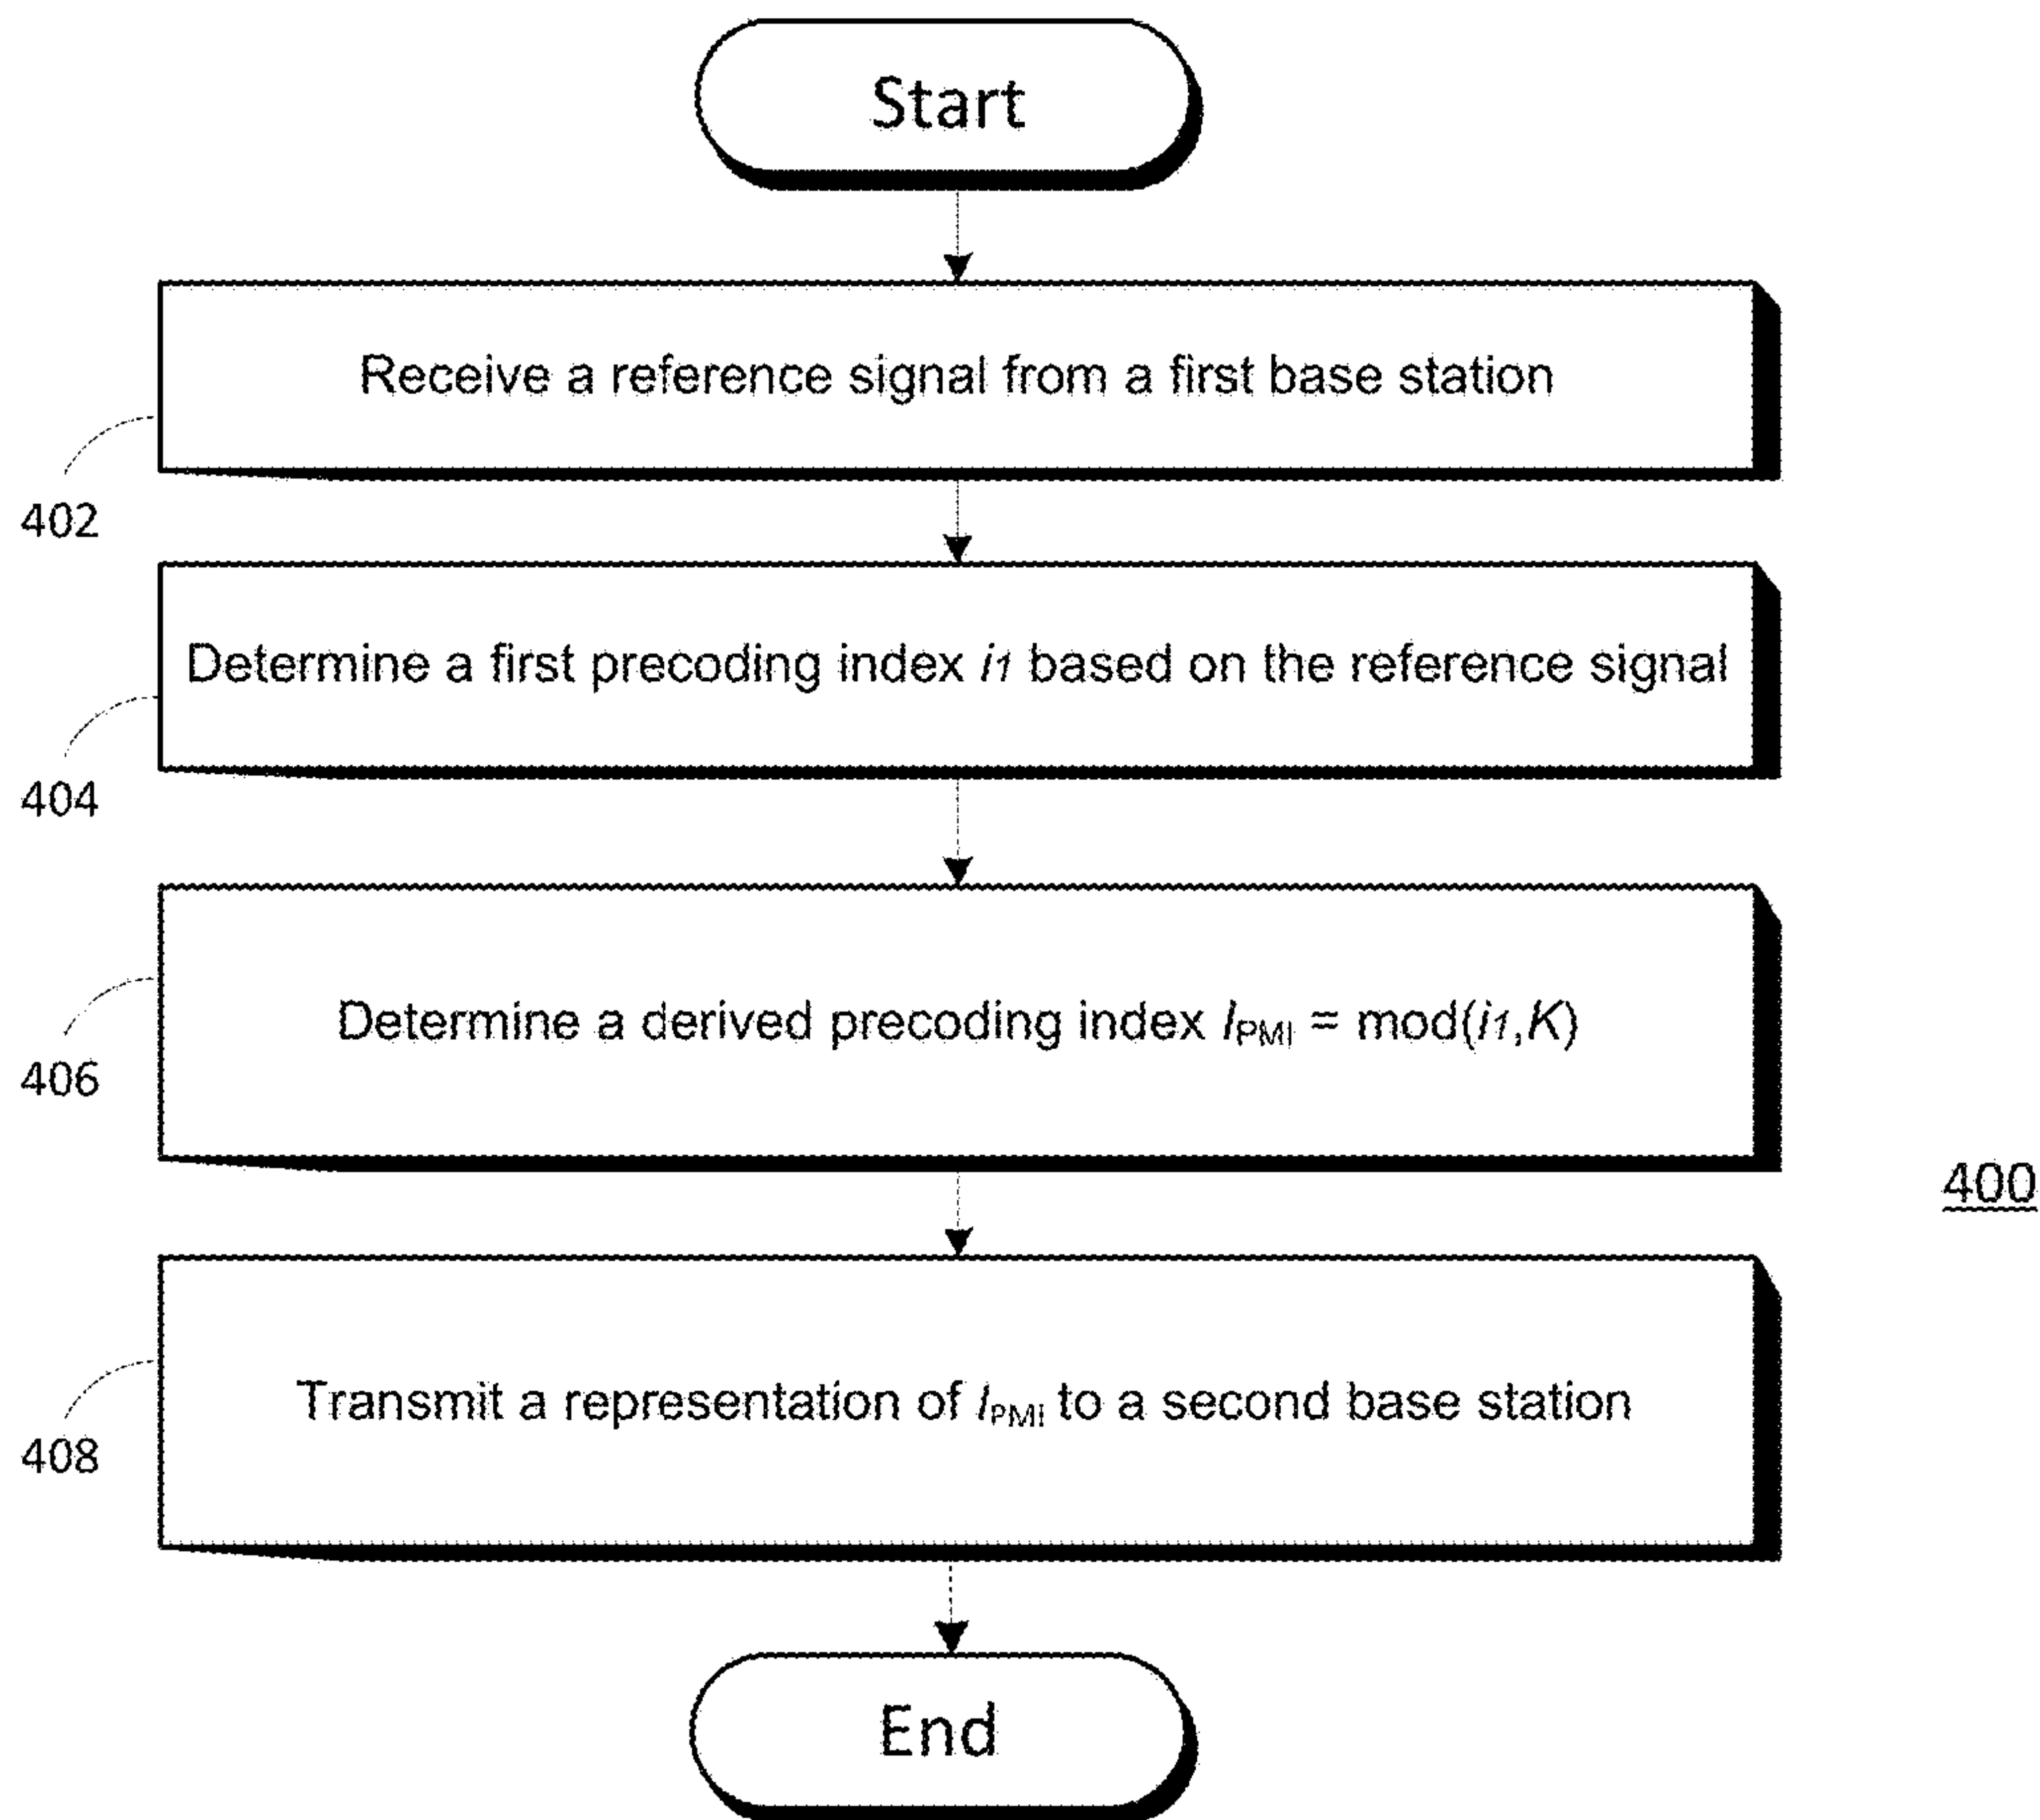 Start
Receive a reference signal from a first base station
402
Determine a first precoding index i1 based on the reference signal
404
Determine a derived precoding index IPMI = mod(i1,K)
406
400
Transmit a representation of IPMI to a second base station
408
End